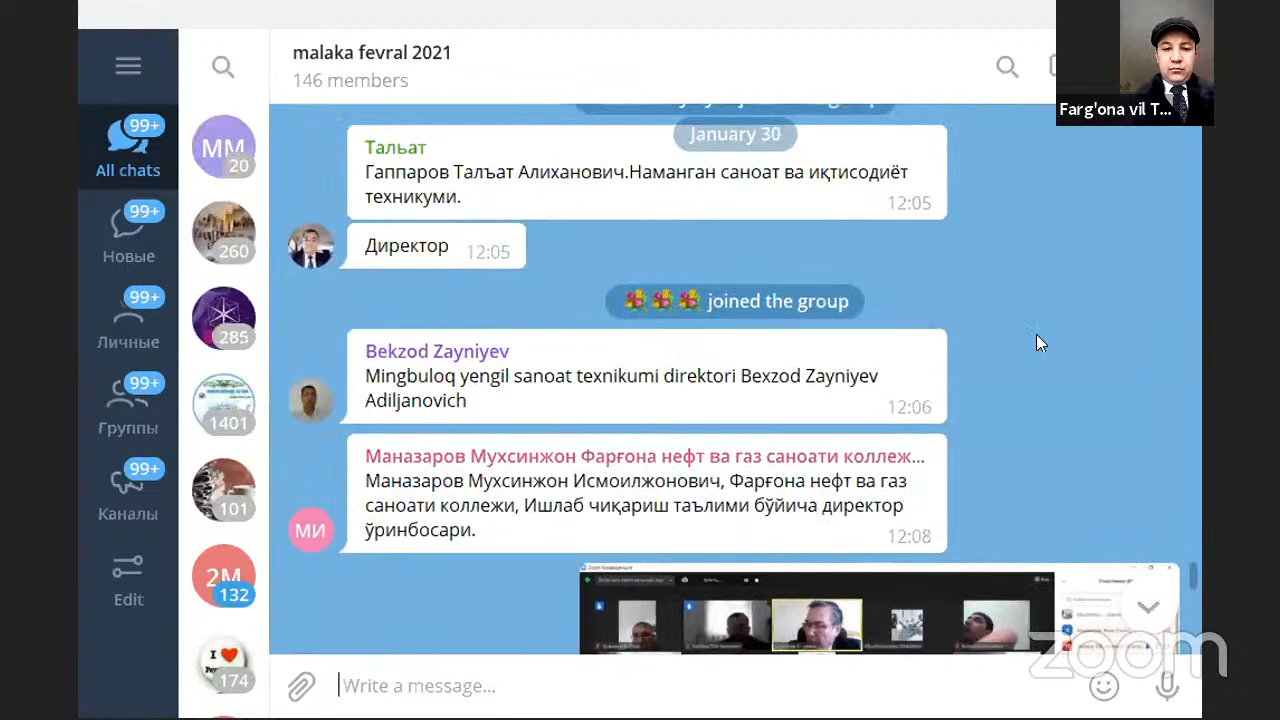 malaka fevral 2021
146 members
Farg'ona vil T...
January 30
99+
All chats
99+
Новые
99+
Личные
99+
Группы
99+
Каналы
Edit
MM
20
260
285
1401
101
2M
132
I
174
Тальат
Гаппаров Талъат Алиханович.Наманган саноат ва иқтисодиёт
техникуми.
12:05
Директор
12:05
joined the group
Bekzod Zayniyev
Mingbuloq yengil sanoat texnikumi direktori Bexzod Zayniyev
Adiljanovich
12:06
Маназаров Мухсинжон Фарғона нефт ва газ саноати коллеж...
Маназаров Мухсинжон Исмоилжонович, Фарғона нефт ва газ
саноати коллежи, Ишлаб чиқариш таълими бўйича директор
ўринбосари.
12:08
МИ
zoom
Write a message...